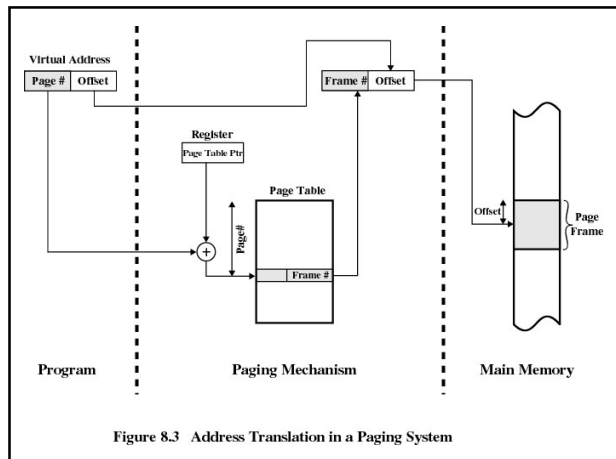 Virtual Address
Page # Offset
Frame # Offset
Register
Page Table Ptr
Page Table
Page#
+
Frame #
Offset
Page
Frame
Program
Paging Mechanism
Main Memory
Figure 8.3 Address Translation in a Paging System